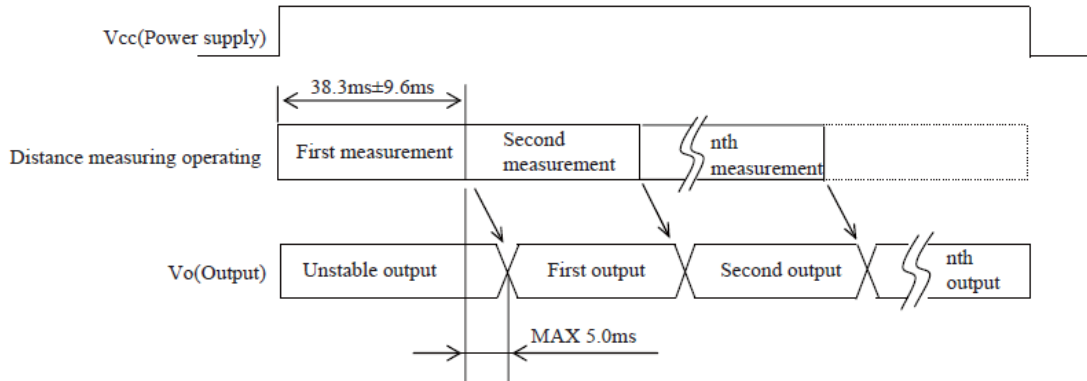 Vcc(Power supply)
38.3ms±9.6ms
Distance measuring operating
First measurement
Second
measurement
nth
measurement
Vo(Output)
Unstable output
First output
Second output
nth
output
MAX 5.0ms